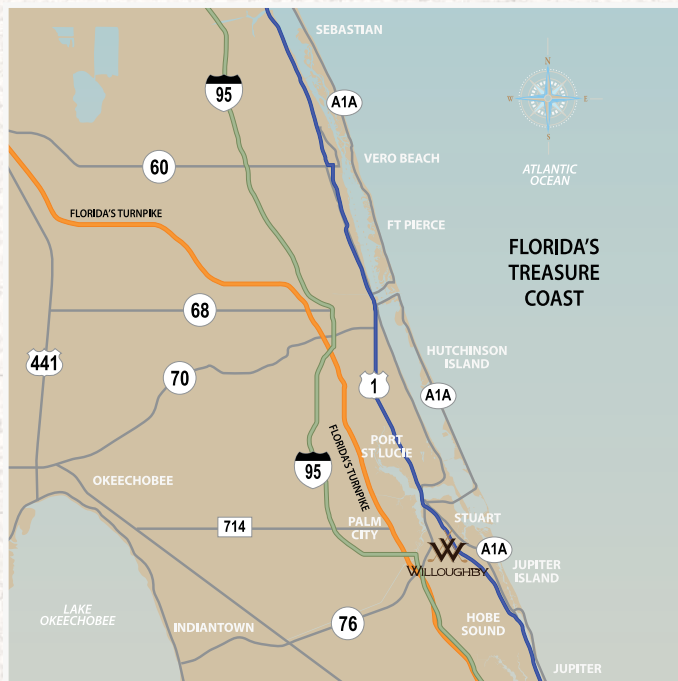 SEBASTIAN
95
A1A
N
W
E
S
60
VERO BEACH
ATLANTIC
OCEAN
FLORIDA'S TURNPIKE
FT PIERCE
FLORIDA'S
TREASURE
COAST
68
HUTCHINSON
ISLAND
441
70
1
A1A
PORT
ST LUCIE
FLORIDA'S TURNPIKE
95
OKEECHOBEE
714
PALM
CITY
STUART
A1A
W
WILLOUGHBY
JUPITER
ISLAND
LAKE
OKEECHOBEE
INDIANTOWN
76
HOBE
SOUND
JUPITER